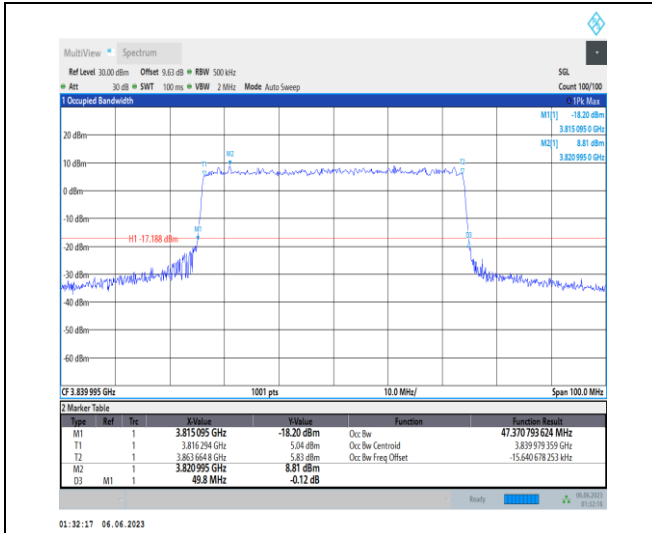 MultiView Spectrum
Ref Level 30.00 dBm Offset 9.63 dB RBW 500 kHz SGL
Att 30 dB SWT 100 ms VBW 2 MHz Mode Auto Sweep Count 100/100
1 Occupied Bandwidth 1Pk Max
M1[1] -18.20 dBm
3.815 095 0 GHz
M2[1] 8.81 dBm
3.820 995 0 GHz
20 dBm
10 dBm
0 dBm
-10 dBm
-20 dBm
-30 dBm
-40 dBm
-50 dBm
-60 dBm
T1
M2
T2
M1
D3
H1 -17.188 dBm
CF 3.839 995 GHz 1001 pts 10.0 MHz/ Span 100.0 MHz
2 Marker Table
Type Ref Trc X-Value Y-Value Function Function Result
M1 1 3.815 095 GHz -18.20 dBm Occ Bw 47.370 793 624 MHz
T1 1 3.816 294 GHz 5.04 dBm Occ Bw Centroid 3.839 979 359 GHz
T2 1 3.863 664 8 GHz 5.83 dBm Occ Bw Freq Offset -15.640 678 253 kHz
M2 1 3.820 995 GHz 8.81 dBm
D3 M1 1 49.8 MHz -0.12 dB
Ready 06.06.2023
01:32:16
01:32:17 06.06.2023